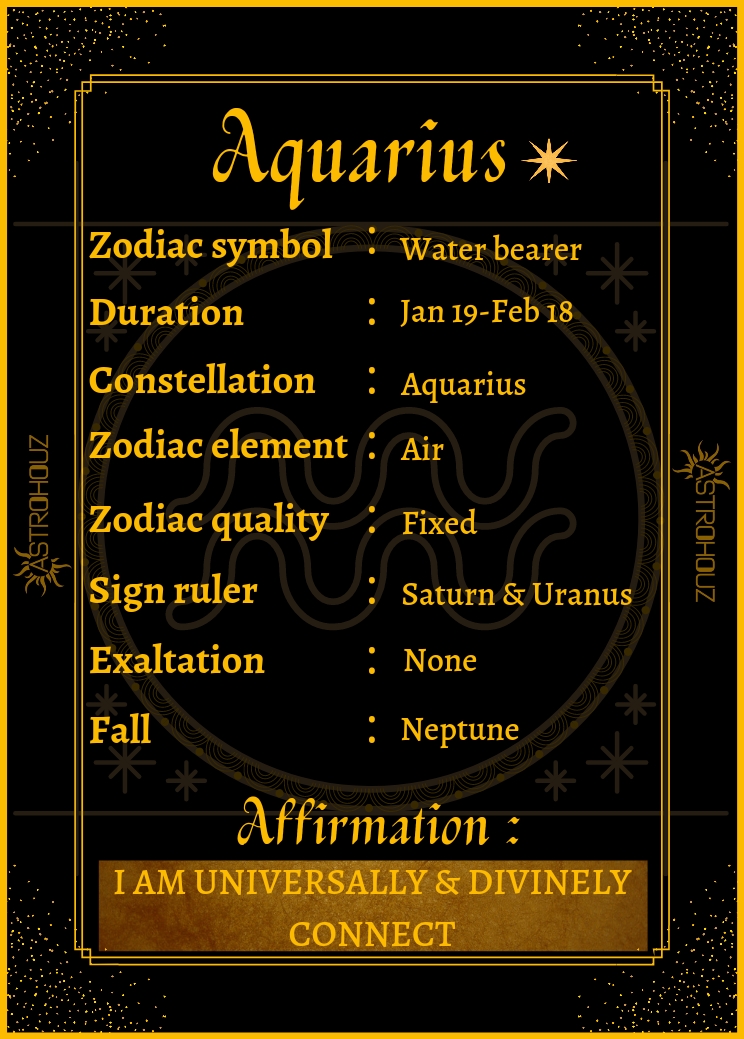 Aquarius
Zodiac symbol : Water bearer
Duration : Jan 19-Feb 18
Constellation : Aquarius
Zodiac element : Air
Zodiac quality : Fixed
Sign ruler : Saturn & Uranus
Exaltation : None
Fall : Neptune
Affirmation :
I AM UNIVERSALLY & DIVINELY
CONNECT
ASTROHOUZ
ASTROHOUZ